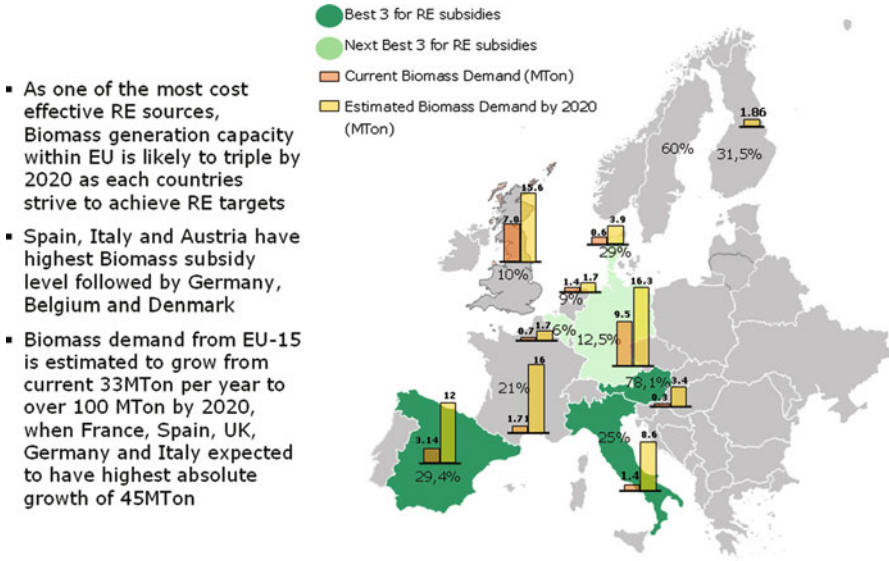 Best 3 for RE subsidies
Next Best 3 for RE subsidies
Current Biomass Demand (MTon)
Estimated Biomass Demand by 2020
(MTon)
▪ As one of the most cost
effective RE sources,
Biomass generation capacity
within EU is likely to triple by
2020 as each countries
strive to achieve RE targets
▪ Spain, Italy and Austria have
highest Biomass subsidy
level followed by Germany,
Belgium and Denmark
▪ Biomass demand from EU-15
is estimated to grow from
current 33MTon per year to
over 100 MTon by 2020,
when France, Spain, UK,
Germany and Italy expected
to have highest absolute
growth of 45MTon
1.86
60%
31,5%
15.6
7.0
10%
3.9
0.6
29%
1.4
1.7
9%
16.3
9.5
12,5%
0.7
1.7
6%
16
21%
1.71
78,1%
3.4
0.3
12
3.14
29,4%
25%
8.6
1.4